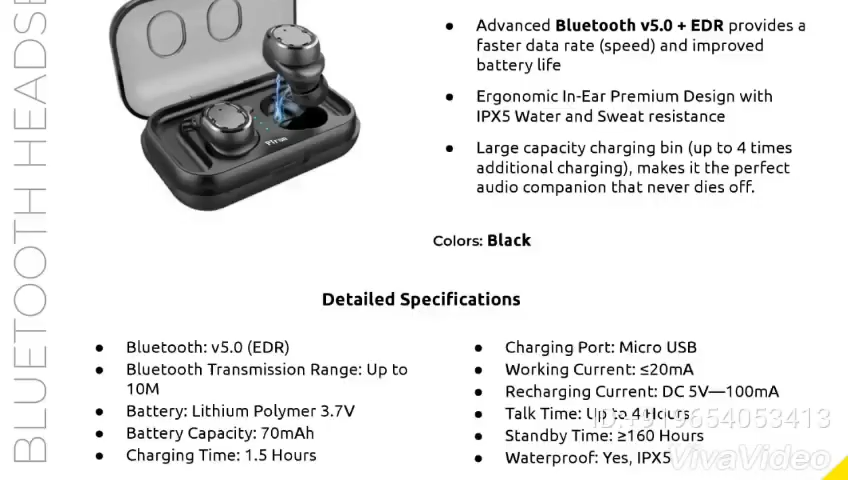 BLUETOOTH HEADSE
PTron
Advanced Bluetooth v5.0 + EDR provides a
faster data rate (speed) and improved
battery life
Ergonomic In-Ear Premium Design with
IPX5 Water and Sweat resistance
Large capacity charging bin (up to 4 times
additional charging), makes it the perfect
audio companion that never dies off.
Colors: Black
Detailed Specifications
Bluetooth: v5.0 (EDR)
Bluetooth Transmission Range: Up to
10M
Battery: Lithium Polymer 3.7V
Battery Capacity: 70mAh
Charging Time: 1.5 Hours
Charging Port: Micro USB
Working Current: ≤20mA
Recharging Current: DC 5V—100mA
Talk Time: Up to 4 Hours
Standby Time: ≥160 Hours
Waterproof: Yes, IPX5
ID:+919654053413
VivaVideo